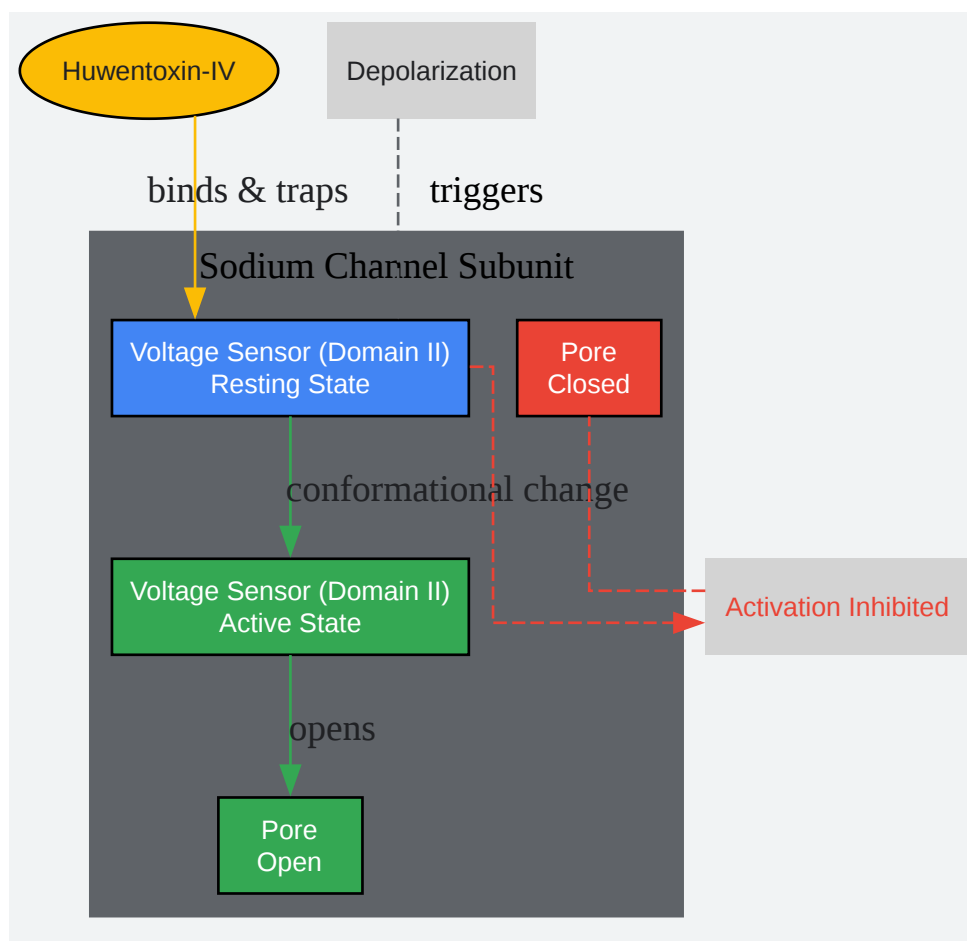 Huwentoxin-IV
Depolarization
binds & traps
triggers
Sodium Channel Subunit
Voltage Sensor (Domain II)
Resting State
Pore
Closed
conformational change
Voltage Sensor (Domain II)
Active State
Activation Inhibited
opens
Pore
Open